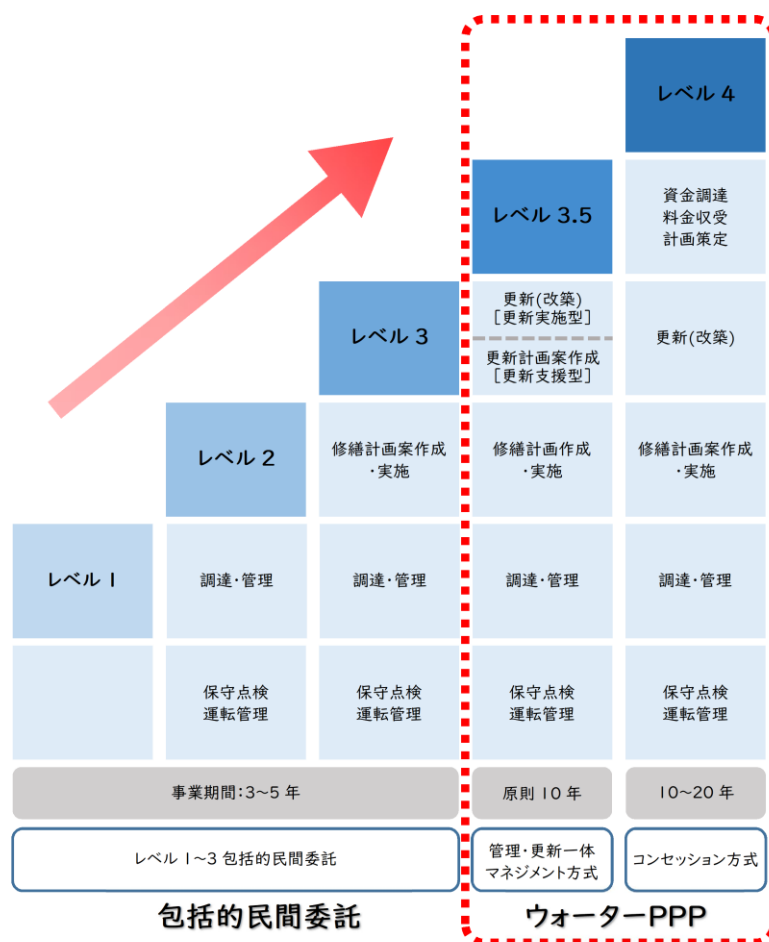 レベル 4
レベル 3.5
資金調達
料金収受
計画策定
レベル 3
更新(改築)
[更新実施型]
更新計画案作成
[更新支援型]
更新(改築)
レベル 2
修繕計画案作成
・実施
修繕計画作成
・実施
修繕計画案作成
・実施
レベル 1
調達・管理
調達・管理
調達・管理
調達・管理
保守点検
運転管理
保守点検
運転管理
保守点検
運転管理
保守点検
運転管理
事業期間:3~5 年
原則 10 年
10~20 年
レベル 1~3 包括的民間委託
管理・更新一体
マネジメント方式
コンセッション方式
包括的民間委託
ウォーターPPP